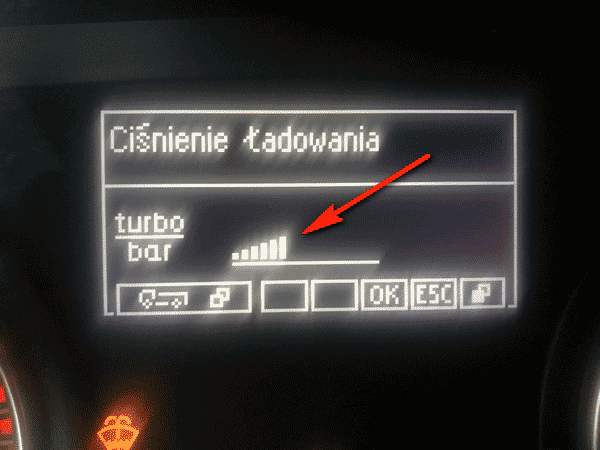 Ciśnienie Ładowania
turbo
bar
OK ESC